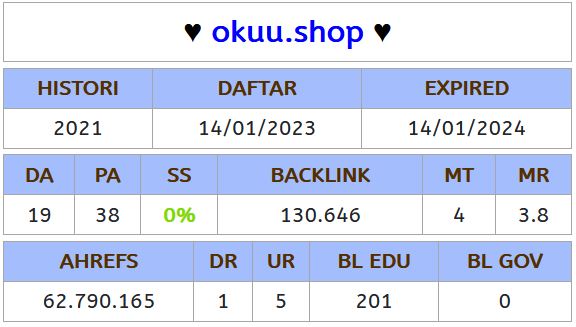 ♥ okuu.shop ♥
HISTORI DAFTAR EXPIRED
2021 14/01/2023 14/01/2024
DA PA SS BACKLINK MT MR
19 38 0% 130.646 4 3.8
AHREFS DR UR BL EDU BL GOV
62.790.165 1 5 201 0